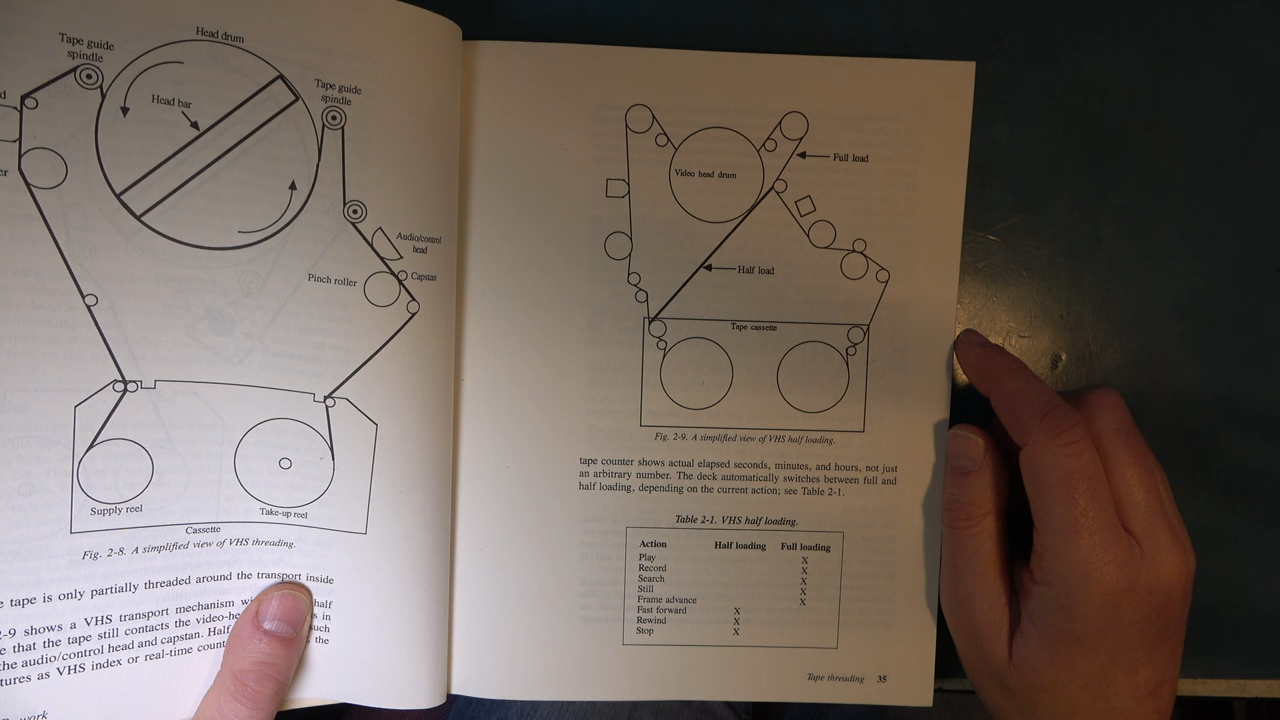 Tape guide
spindle
Head drum
Head bar
Tape guide
spindle
Audio/control
head
Pinch roller
Capstan
Supply reel
Take-up reel
Cassette
Fig. 2-8. A simplified view of VHS threading.
tape is only partially threaded around the transport inside
2-9 shows a VHS transport mechanism half
that the tape still contacts the in
the audio/control head and capstan. Half such
as VHS index or real-time the
Full load
Video head drum
Half load
Tape cassette
Fig. 2-9. A simplified view of VHS half loading.
tape counter shows actual elapsed seconds, minutes, and hours, not just
an arbitrary number. The deck automatically switches between full and
half loading, depending on the current action; see Table 2-1.
Table 2-1. VHS half loading.
Action Half loading Full loading
Play X
Record X
Search X
Still X
Frame advance X
Fast forward X
Rewind X
Stop X
Tape threading 35